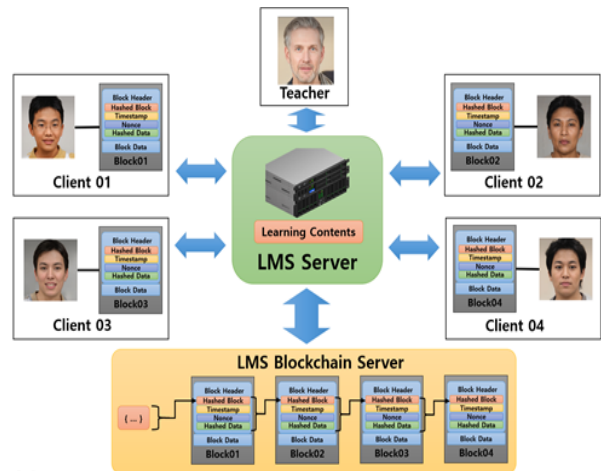 Teacher
Block Header
Hashed Block
Timestamp
Nonce
Hashed Data
Block Data
Block01
Client 01
Block Header
Hashed Block
Timestamp
Nonce
Hashed Data
Block Data
Block02
Client 02
Learning Contents
LMS Server
Block Header
Hashed Block
Timestamp
Nonce
Hashed Data
Block Data
Block03
Client 03
Block Header
Hashed Block
Timestamp
Nonce
Hashed Data
Block Data
Block04
Client 04
LMS Blockchain Server
{ ... }
Block Header
Hashed Block
Timestamp
Nonce
Hashed Data
Block Data
Block01
Block Header
Hashed Block
Timestamp
Nonce
Hashed Data
Block Data
Block02
Block Header
Hashed Block
Timestamp
Nonce
Hashed Data
Block Data
Block03
Block Header
Hashed Block
Timestamp
Nonce
Hashed Data
Block Data
Block04